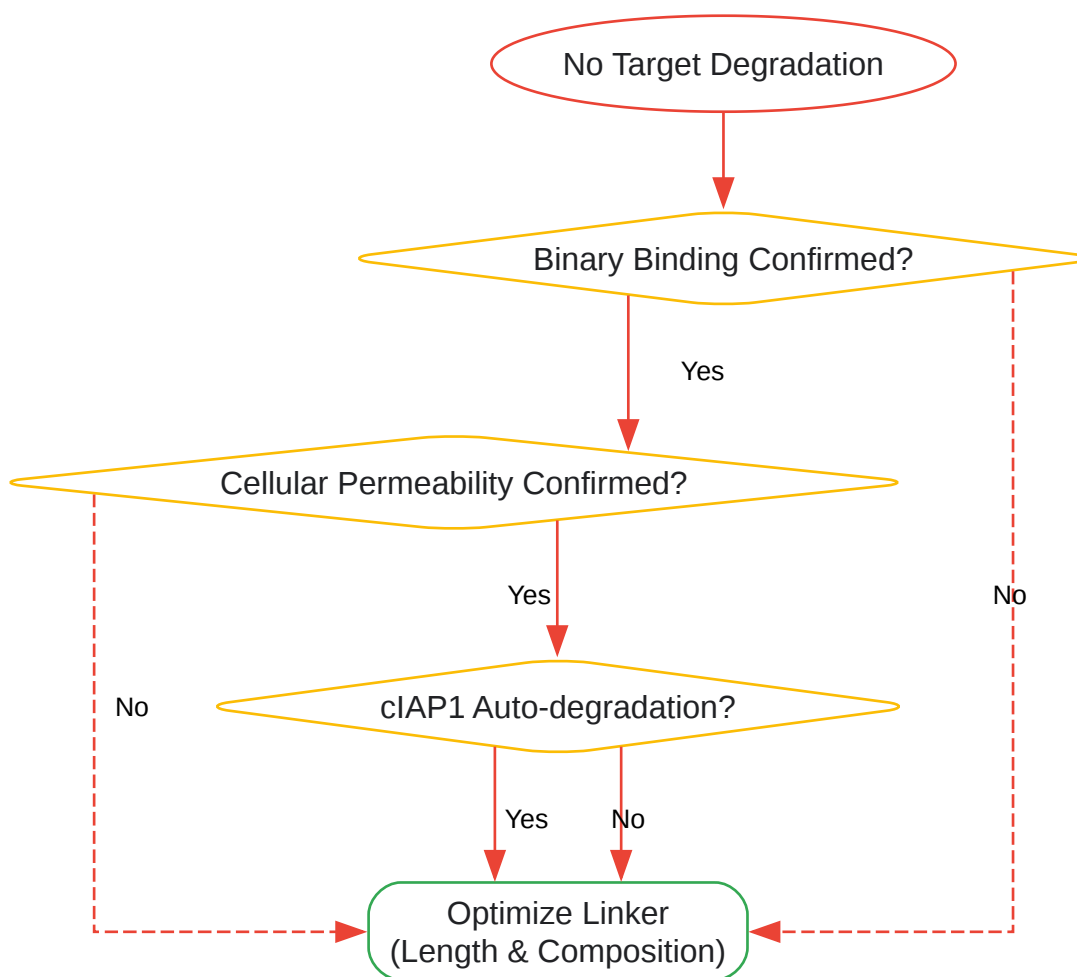 No Target Degradation
Binary Binding Confirmed?
Yes
Cellular Permeability Confirmed?
Yes
No
No
cIAP1 Auto-degradation?
Yes
No
Optimize Linker
(Length & Composition)